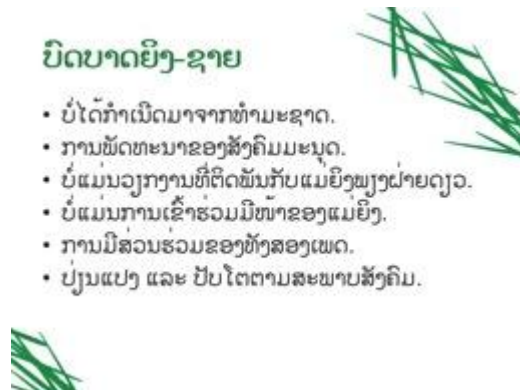 ບົດບາດຍິງ-ຊາຍ
• ບໍ່ໄດ້ກຳເນີດມາຈາກທຳມະຊາດ.
• ການພັດທະນາຂອງສັງຄົມມະນຸດ.
• ບໍ່ແມ່ນວຽກງານທີ່ຕິດພັນກັບແມ່ຍິງພຽງຝ່າຍດຽວ.
• ບໍ່ແມ່ນການເຂົ້າຮ່ວມມີໜ້າຂອງແມ່ຍິງ.
• ການມີສ່ວນຮ່ວມຂອງທັງສອງເພດ.
• ປ່ຽນແປງ ແລະ ປັບໂຕຕາມສະພາບສັງຄົມ.